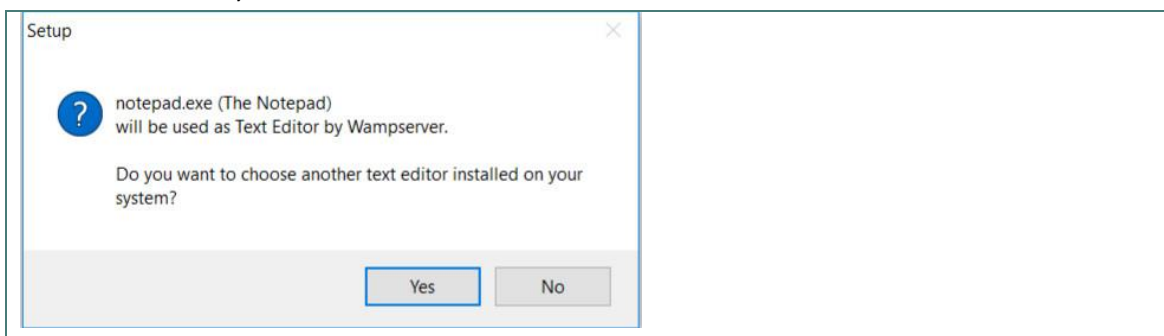 Setup
notepad.exe (The Notepad)
will be used as Text Editor by Wampserver.
Do you want to choose another text editor installed on your
system?
Yes
No